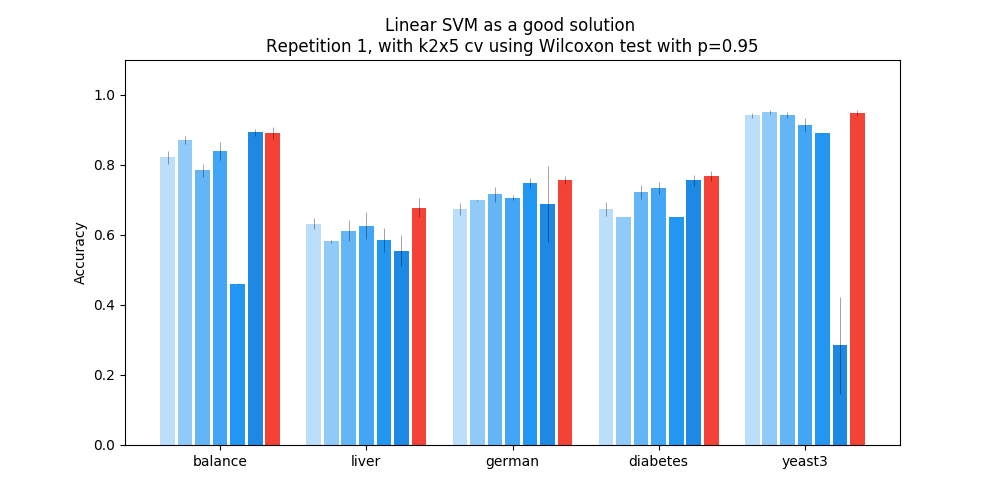 Linear SVM as a good solution
Repetition 1, with k2x5 cv using Wilcoxon test with p=0.95
1.0
0.8
0.6
0.4
0.2
0.0
Accuracy
balance liver german diabetes yeast3